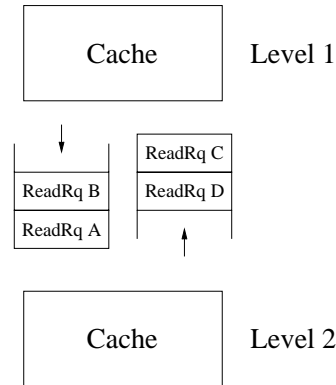 Cache Level 1
ReadRq C
ReadRq B ReadRq D
ReadRq A
Cache Level 2